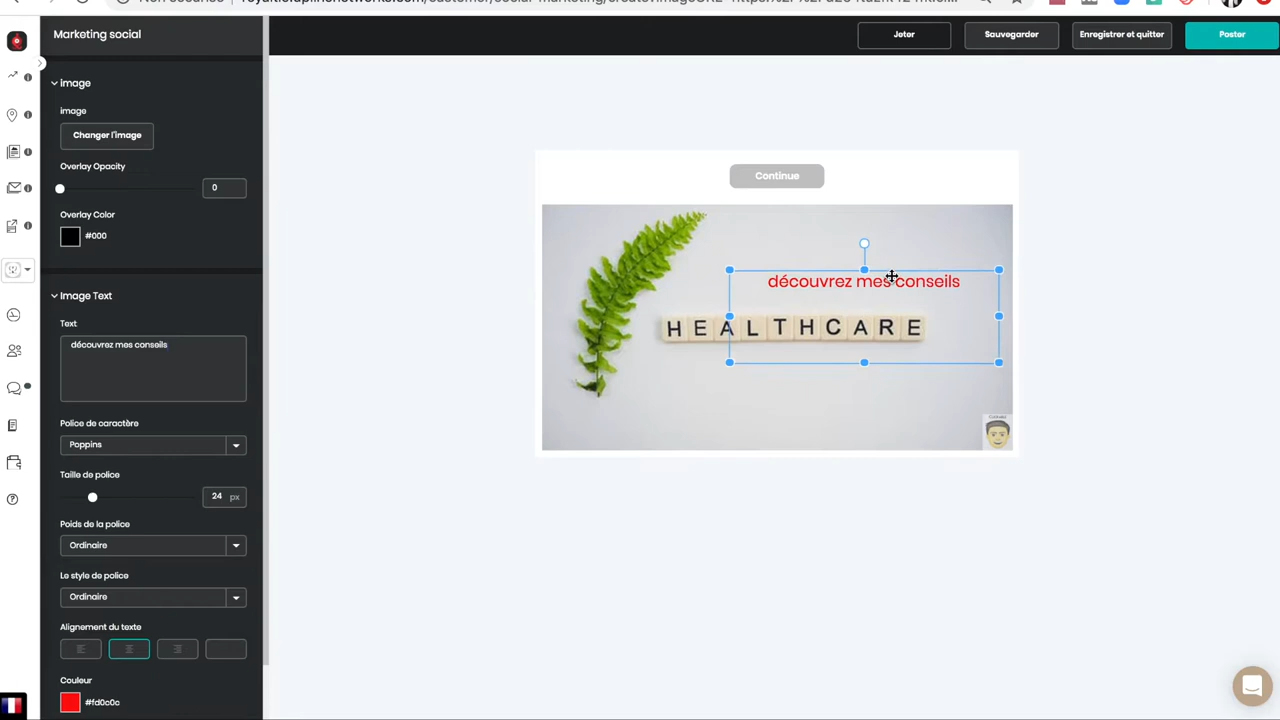 Marketing social
Jeter
Sauvegarder
Enregistrer et quitter
Poster
image
image
Changer l'image
Overlay Opacity
0
Overlay Color
#000
Image Text
Text
découvrez mes conseils
Police de caractère
Poppins
Taille de police
24 px
Poids de la police
Ordinaire
Le style de police
Ordinaire
Alignement du texte
Couleur
#fd0c0c
Continue
découvrez mes conseils
HEALTHCARE